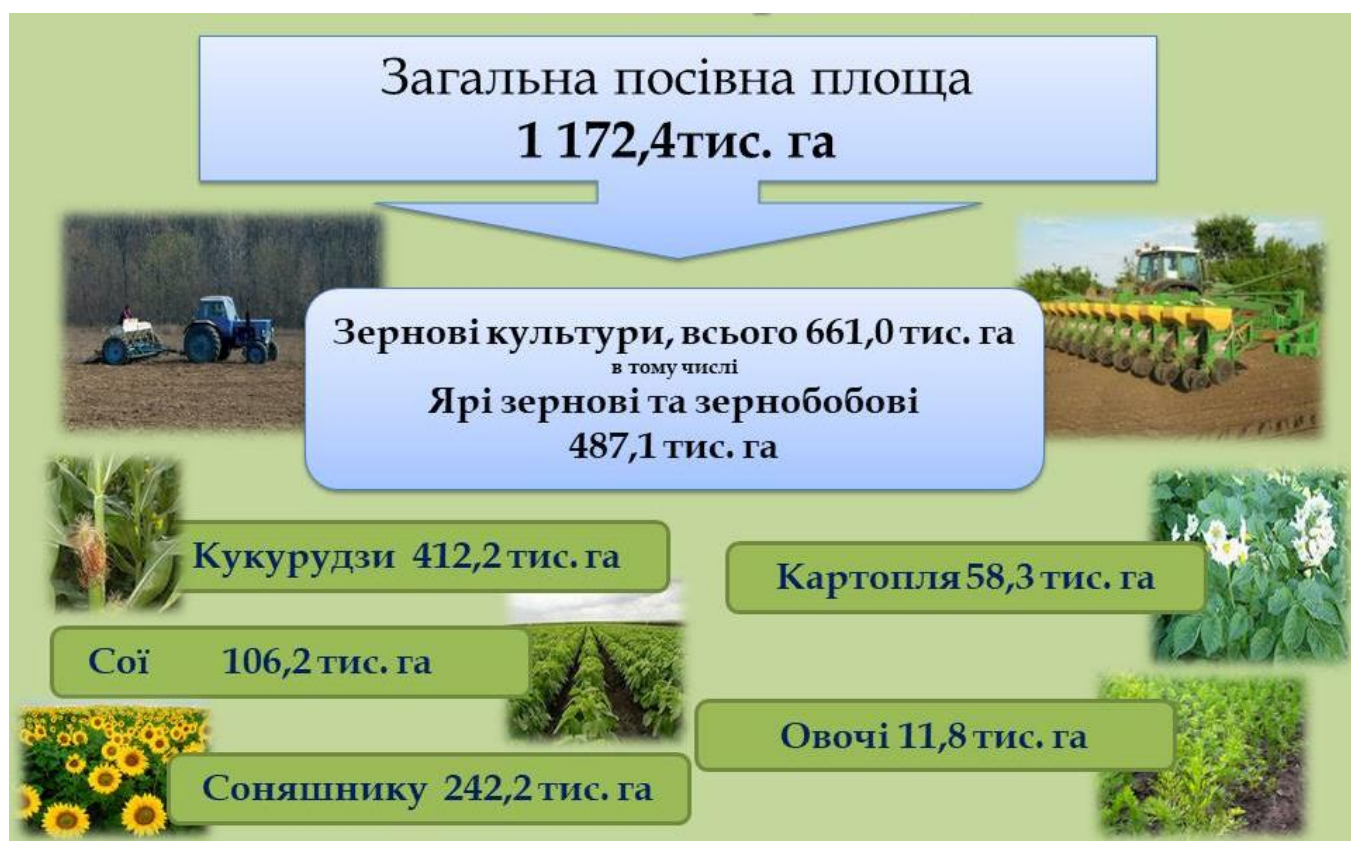 Загальна посівна площа
1 172,4тис. га
Зернові культури, всього 661,0 тис. га
в тому числі
Ярі зернові та зернобобові
487,1 тис. га
Кукурудзи 412,2 тис. га
Картопля 58,3 тис. га
Сої 106,2 тис. га
Овочі 11,8 тис. га
Соняшнику 242,2 тис. га